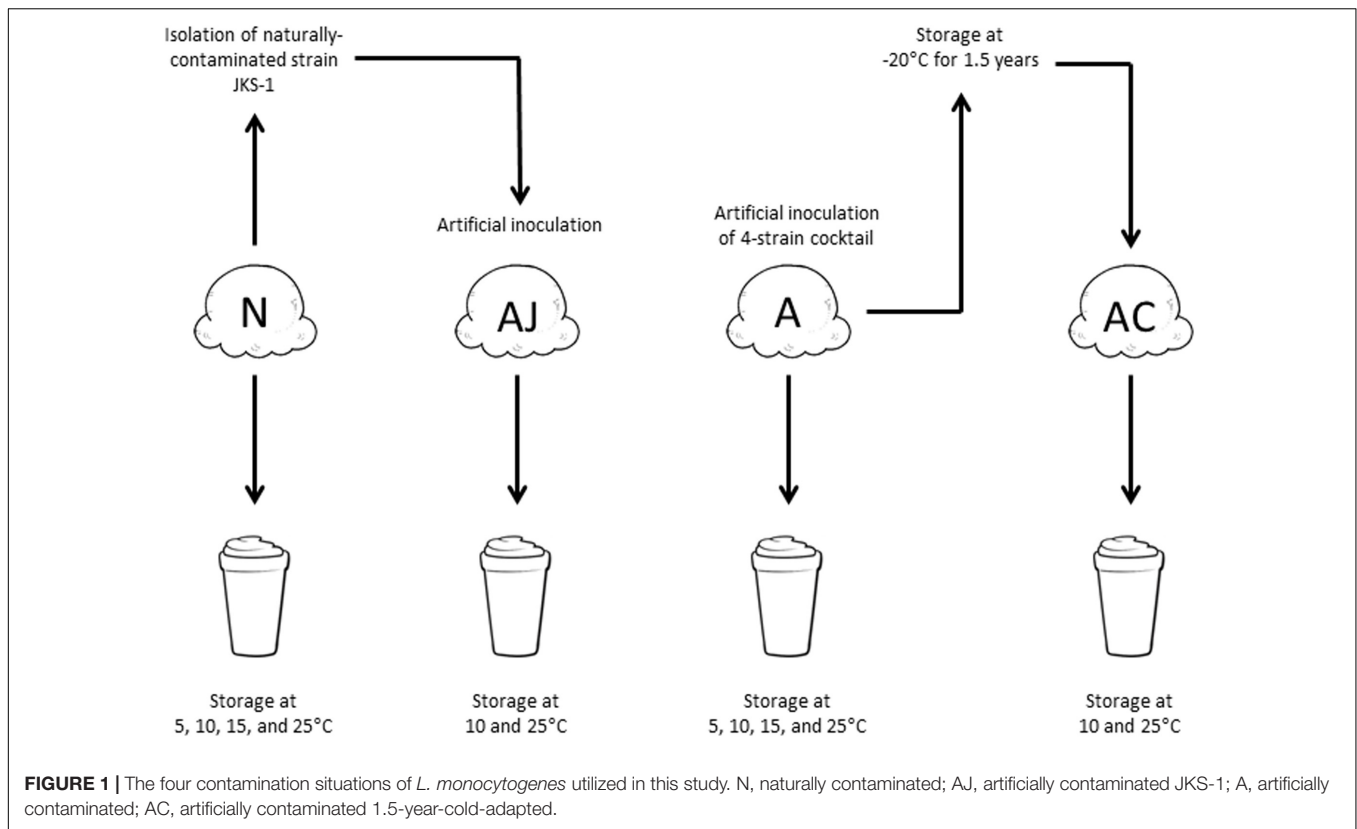 Isolation of naturally-
contaminated strain
JKS-1
Storage at
-20°C for 1.5 years
Artificial inoculation
Artificial inoculation
of 4-strain cocktail
N
AJ
A
AC
Storage at
5, 10, 15, and 25°C
Storage at
10 and 25°C
Storage at
5, 10, 15, and 25°C
Storage at
10 and 25°C
FIGURE 1 | The four contamination situations of L. monocytogenes utilized in this study. N, naturally contaminated; AJ, artificially contaminated JKS-1; A, artificially
contaminated; AC, artificially contaminated 1.5-year-cold-adapted.